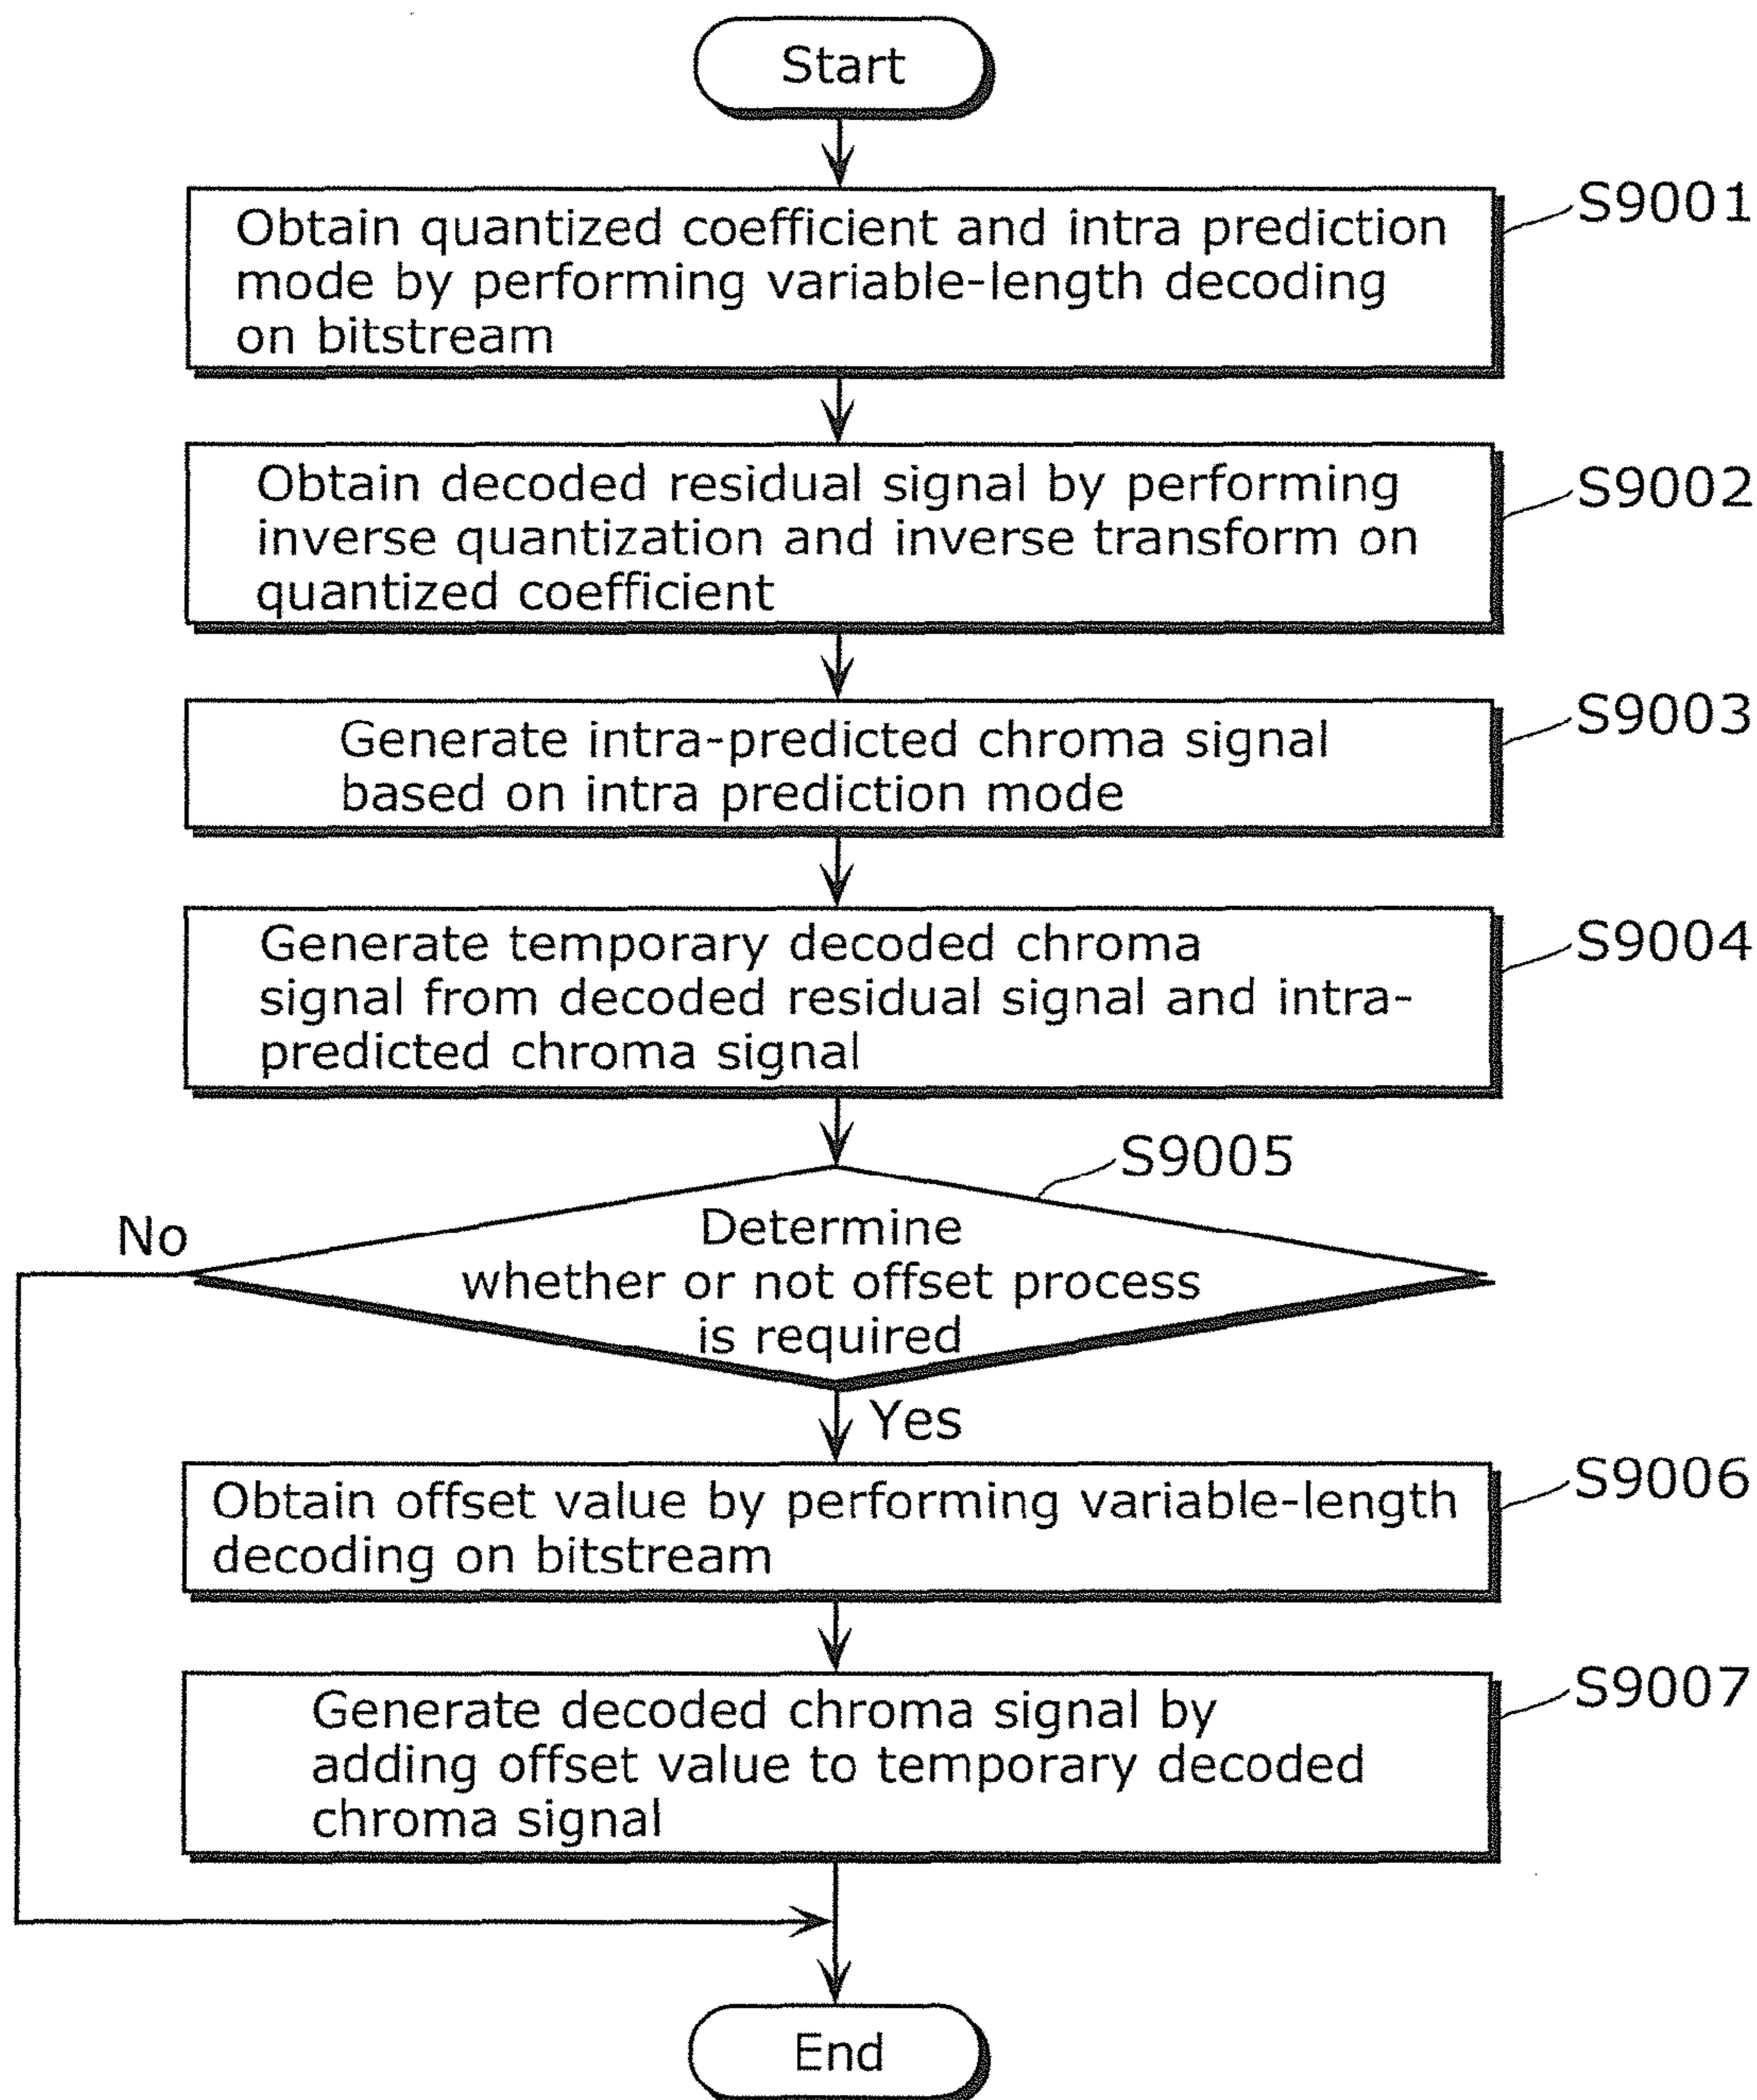 Start
S9001
Obtain quantized coefficient and intra prediction
mode by performing variable-length decoding
on bitstream
S9002
Obtain decoded residual signal by performing
inverse quantization and inverse transform on
quantized coefficient
S9003
Generate intra-predicted chroma signal
based on intra prediction mode
S9004
Generate temporary decoded chroma
signal from decoded residual signal and intra-
predicted chroma signal
S9005
No
Determine
whether or not offset process
is required
Yes
S9006
Obtain offset value by performing variable-length
decoding on bitstream
S9007
Generate decoded chroma signal by
adding offset value to temporary decoded
chroma signal
End